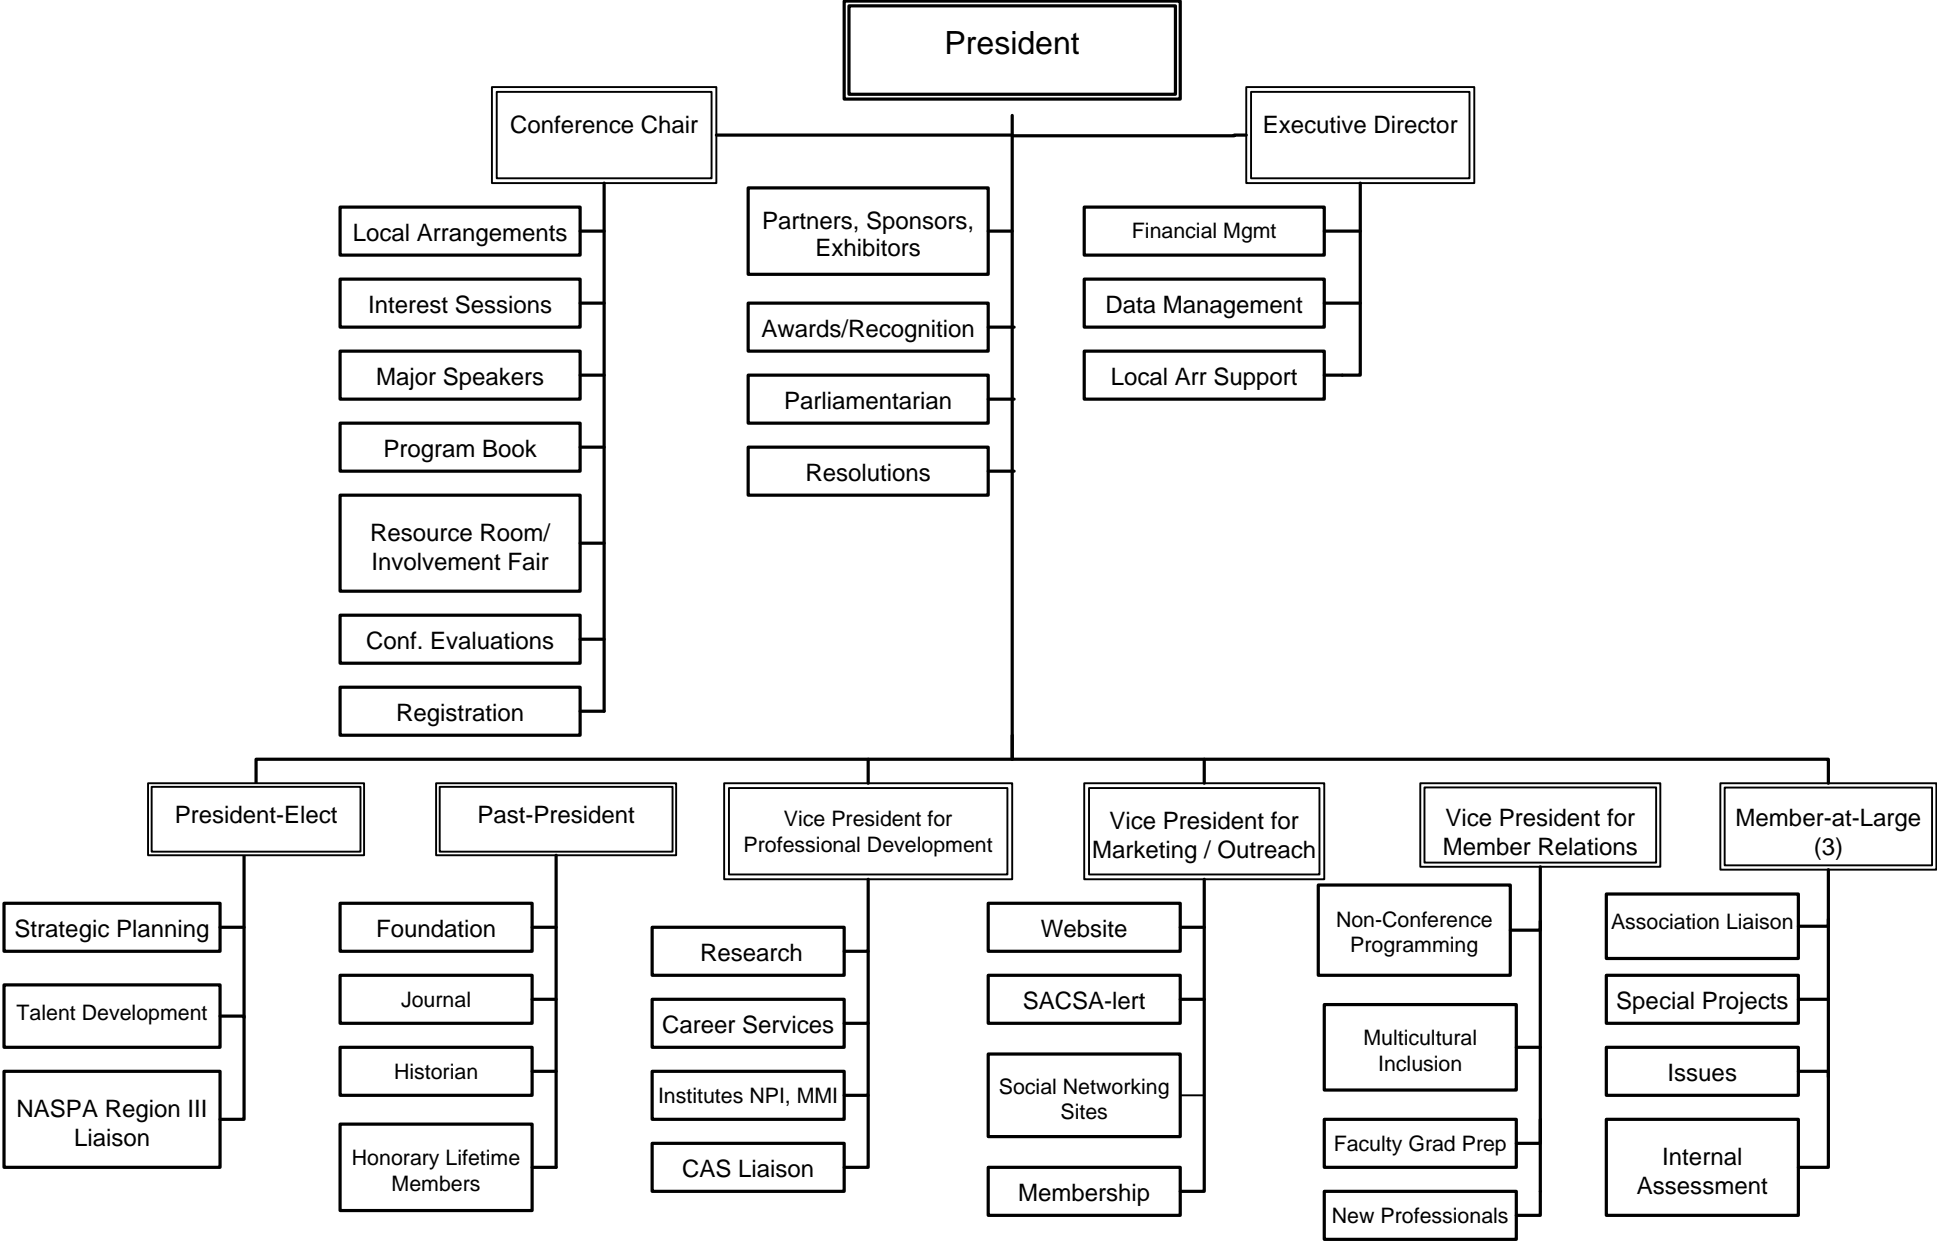 President
Conference Chair
Executive Director
Local Arrangements
Interest Sessions
Major Speakers
Program Book
Resource Room/
Involvement Fair
Conf. Evaluations
Registration
Partners, Sponsors,
Exhibitors
Awards/Recognition
Parliamentarian
Resolutions
Financial Mgmt
Data Management
Local Arr Support
President-Elect
Strategic Planning
Talent Development
NASPA Region III
Liaison
Past-President
Foundation
Journal
Historian
Honorary Lifetime
Members
Vice President for
Professional Development
Research
Career Services
Institutes NPI, MMI
CAS Liaison
Vice President for
Marketing / Outreach
Website
SACSA-lert
Social Networking
Sites
Membership
Vice President for
Member Relations
Non-Conference
Programming
Multicultural
Inclusion
Faculty Grad Prep
New Professionals
Member-at-Large
(3)
Association Liaison
Special Projects
Issues
Internal
Assessment